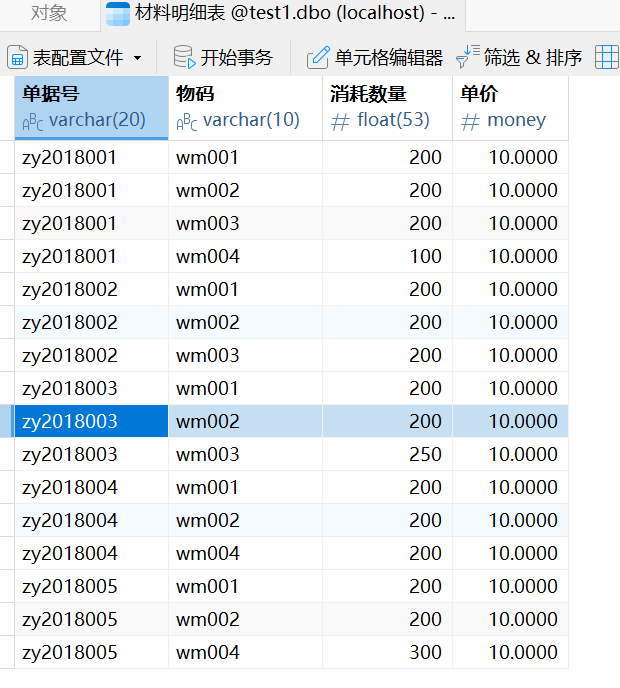 对象 材料明细表 @test1.dbo (localhost) - ...
表配置文件 开始事务 单元格编辑器 筛选 & 排序
单据号 物码 消耗数量 单价
ABC varchar(20) ABC varchar(10) # float(53) # money
zy2018001 wm001 200 10.0000
zy2018001 wm002 200 10.0000
zy2018001 wm003 200 10.0000
zy2018001 wm004 100 10.0000
zy2018002 wm001 200 10.0000
zy2018002 wm002 200 10.0000
zy2018002 wm003 200 10.0000
zy2018003 wm001 200 10.0000
zy2018003 wm002 200 10.0000
zy2018003 wm003 250 10.0000
zy2018004 wm001 200 10.0000
zy2018004 wm002 200 10.0000
zy2018004 wm004 200 10.0000
zy2018005 wm001 200 10.0000
zy2018005 wm002 200 10.0000
zy2018005 wm004 300 10.0000